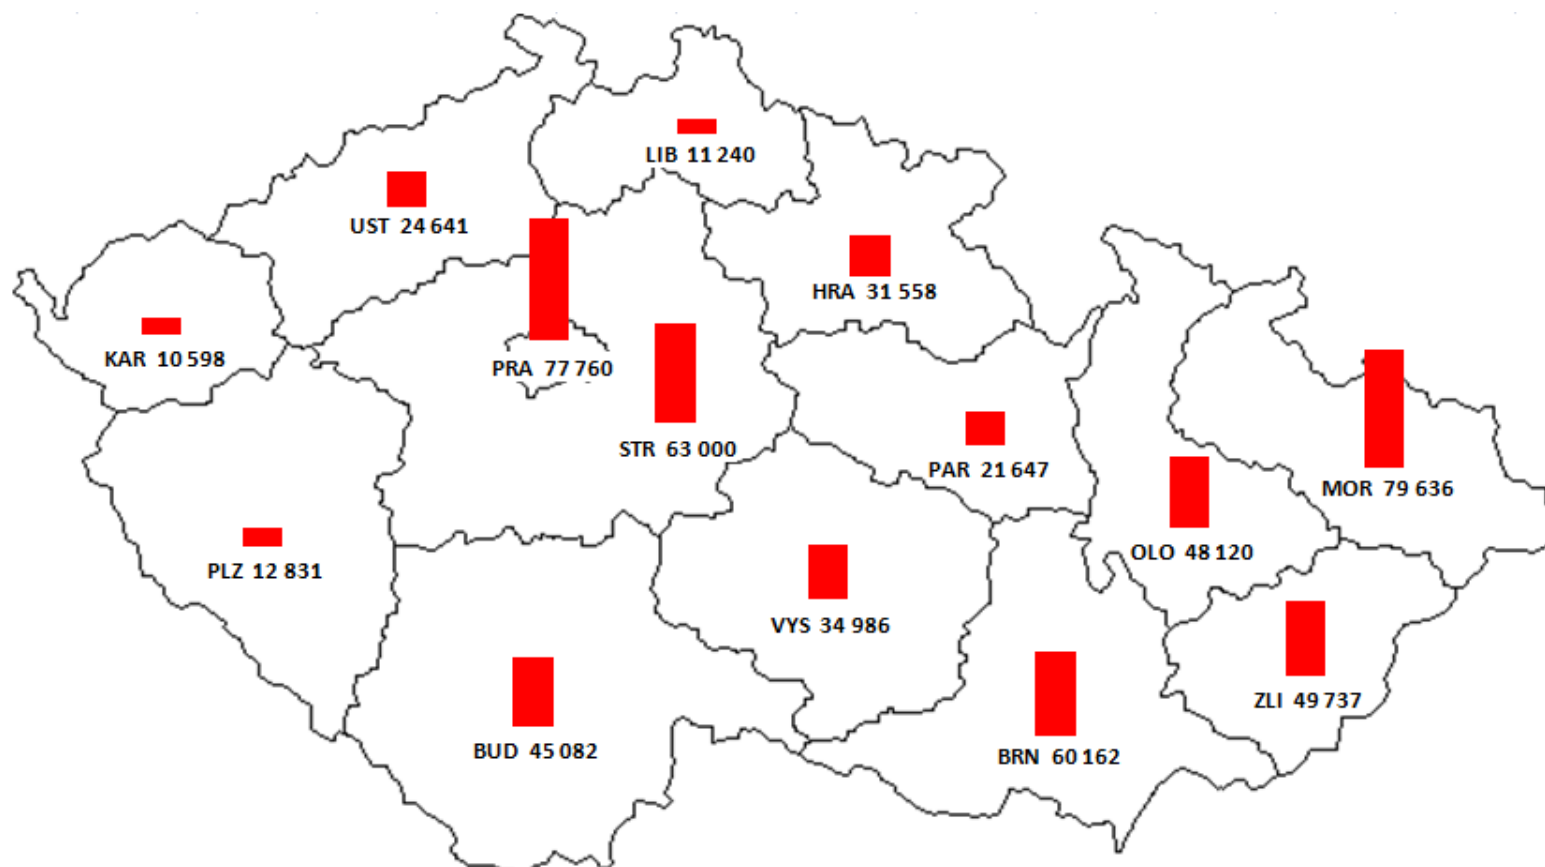 LIB 11 240
UST 24 641
HRA 31 558
KAR 10 598
PRA 77 760
STR 63 000
PAR 21 647
MOR 79 636
OLO 48 120
PLZ 12 831
VYS 34 986
ZLI 49 737
BUD 45 082
BRN 60 162